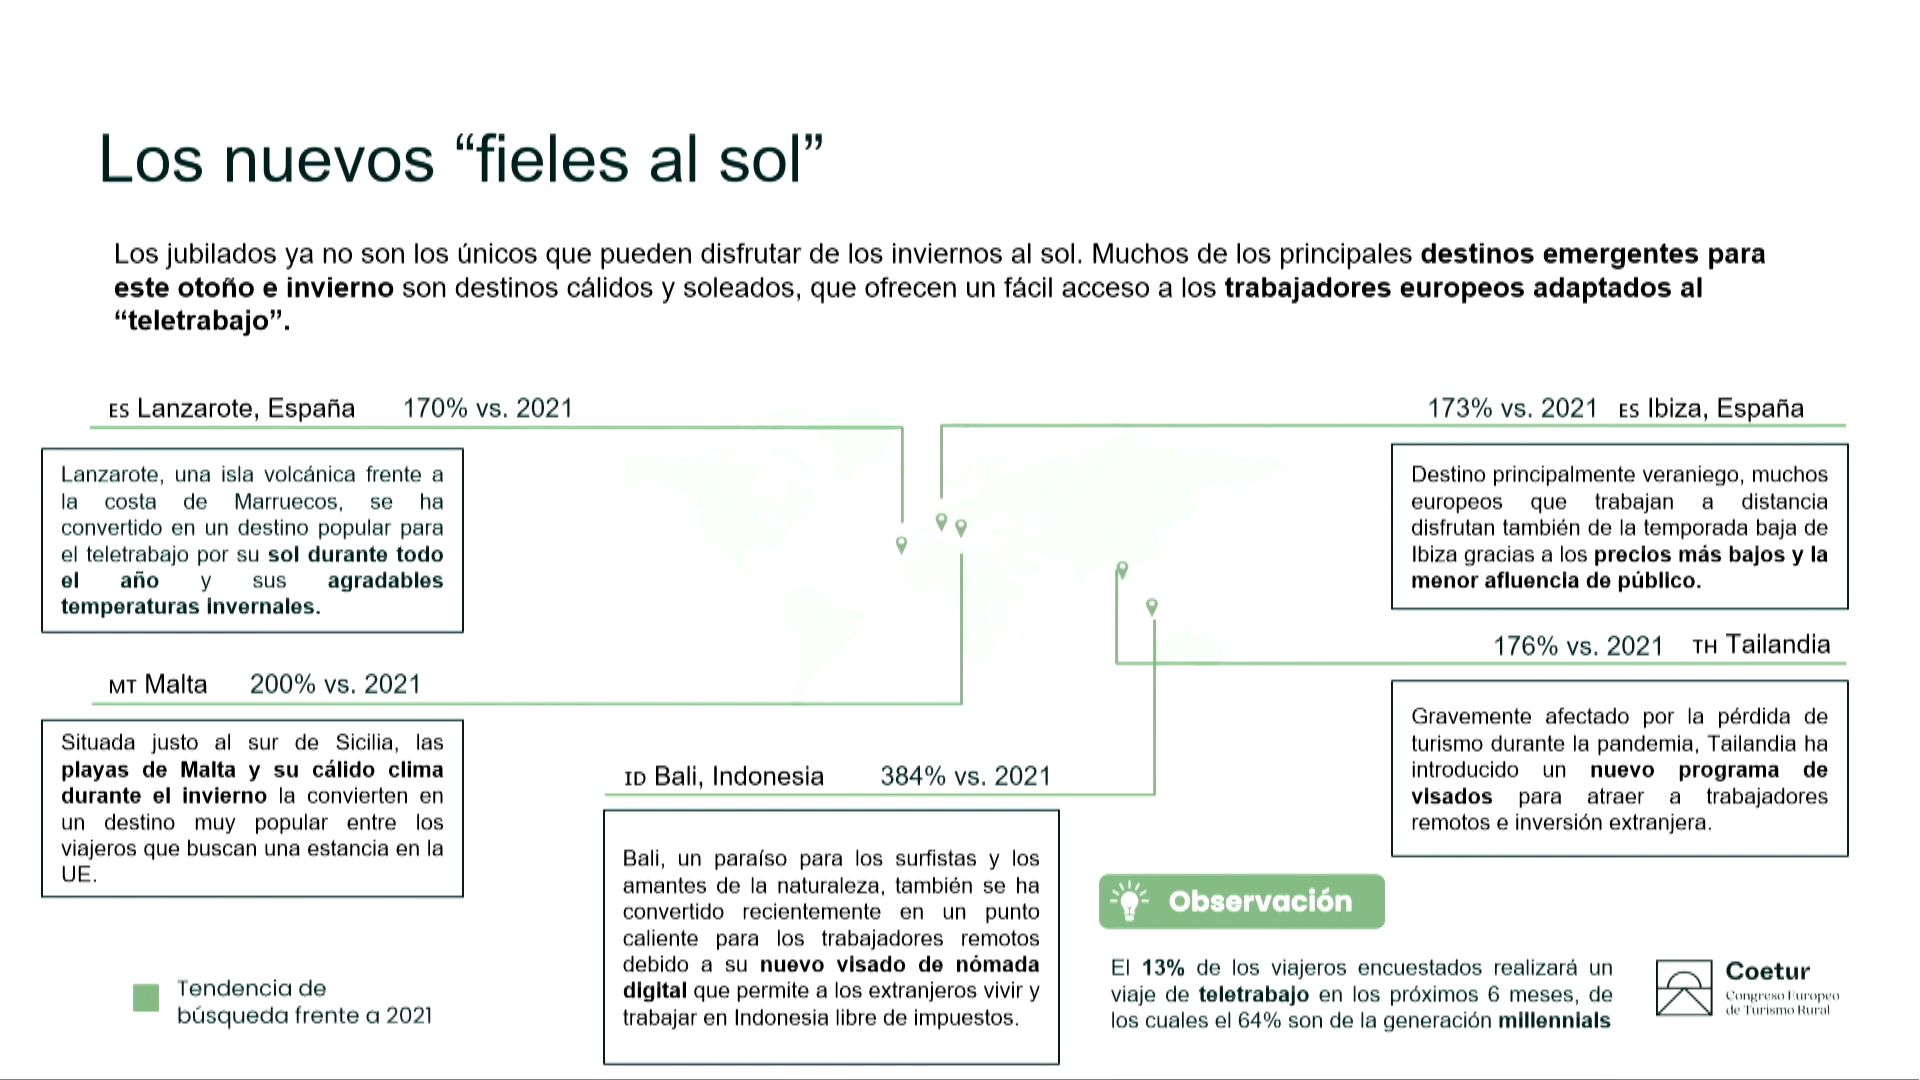 Los nuevos “fieles al sol”
Los jubilados ya no son los únicos que pueden disfrutar de los inviernos al sol. Muchos de los principales destinos emergentes para
este otoño e invierno son destinos cálidos y soleados, que ofrecen un fácil acceso a los trabajadores europeos adaptados al
“teletrabajo”.
ES Lanzarote, España 170% vs. 2021
Lanzarote, una isla volcánica frente a
la costa de Marruecos, se ha
convertido en un destino popular para
el teletrabajo por su sol durante todo
el año y sus agradables
temperaturas invernales.
173% vs. 2021 ES Ibiza, España
Destino principalmente veraniego, muchos
europeos que trabajan a distancia
disfrutan también de la temporada baja de
Ibiza gracias a los precios más bajos y la
menor afluencia de público.
MT Malta 200% vs. 2021
Situada justo al sur de Sicilia, las
playas de Malta y su cálido clima
durante el invierno la convierten en
un destino muy popular entre los
viajeros que buscan una estancia en la
UE.
176% vs. 2021 TH Tailandia
Gravemente afectado por la pérdida de
turismo durante la pandemia, Tailandia ha
introducido un nuevo programa de
visados para atraer a trabajadores
remotos e inversión extranjera.
ID Bali, Indonesia 384% vs. 2021
Bali, un paraíso para los surfistas y los
amantes de la naturaleza, también se ha
convertido recientemente en un punto
caliente para los trabajadores remotos
debido a su nuevo visado de nómada
digital que permite a los extranjeros vivir y
trabajar en Indonesia libre de impuestos.
Observación
El 13% de los viajeros encuestados realizará un
viaje de teletrabajo en los próximos 6 meses, de
los cuales el 64% son de la generación millennials
Tendencia de
búsqueda frente a 2021
Coetur
Congreso Europeo
de Turismo Rural